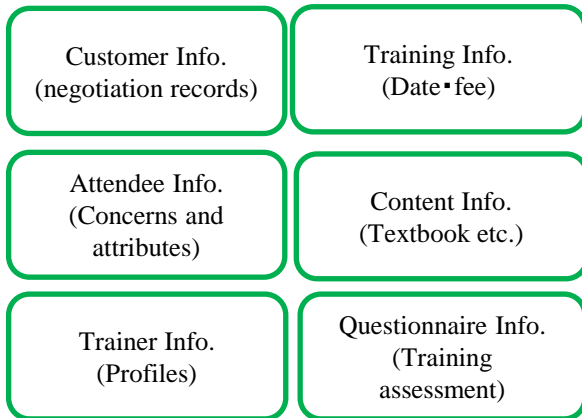 Customer Info.
(negotiation records)
Training Info.
(Date・fee)
Attendee Info.
(Concerns and
attributes)
Content Info.
(Textbook etc.)
Trainer Info.
(Profiles)
Questionnaire Info.
(Training
assessment)